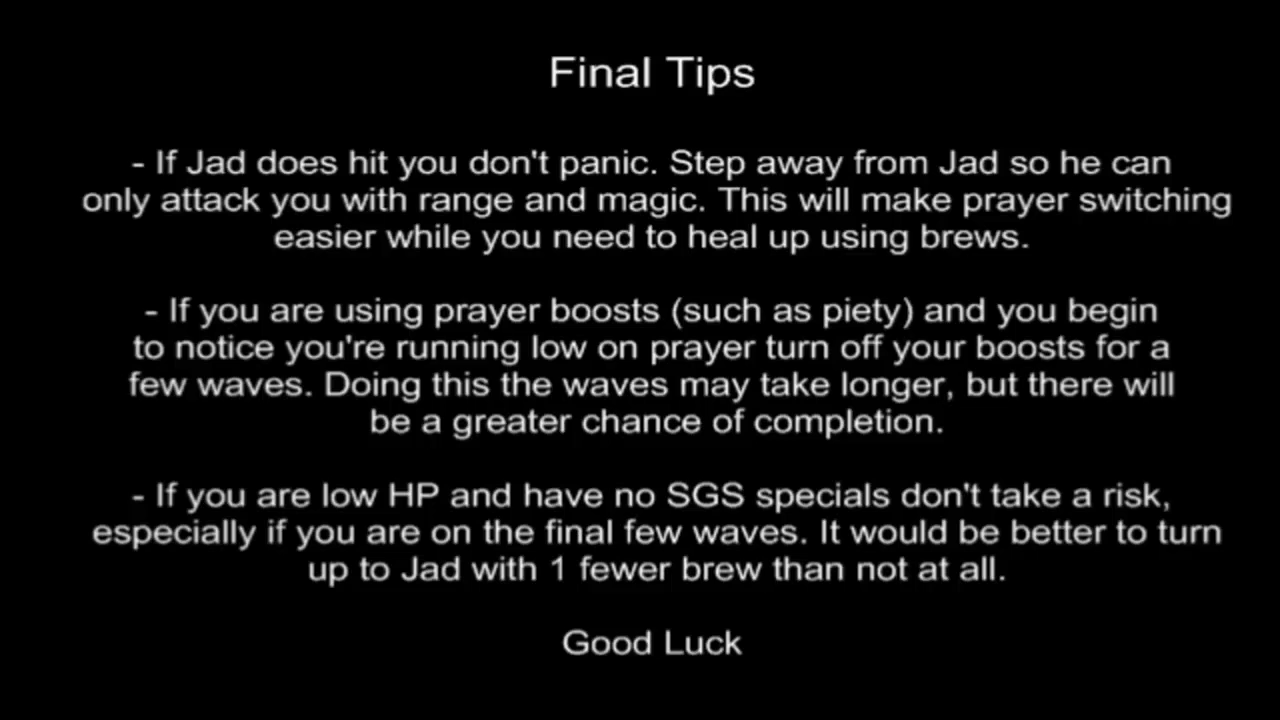 Final Tips
- If Jad does hit you don't panic. Step away from Jad so he can
only attack you with range and magic. This will make prayer switching
easier while you need to heal up using brews.
- If you are using prayer boosts (such as piety) and you begin
to notice you're running low on prayer turn off your boosts for a
few waves. Doing this the waves may take longer, but there will
be a greater chance of completion.
- If you are low HP and have no SGS specials don't take a risk,
especially if you are on the final few waves. It would be better to turn
up to Jad with 1 fewer brew than not at all.
Good Luck